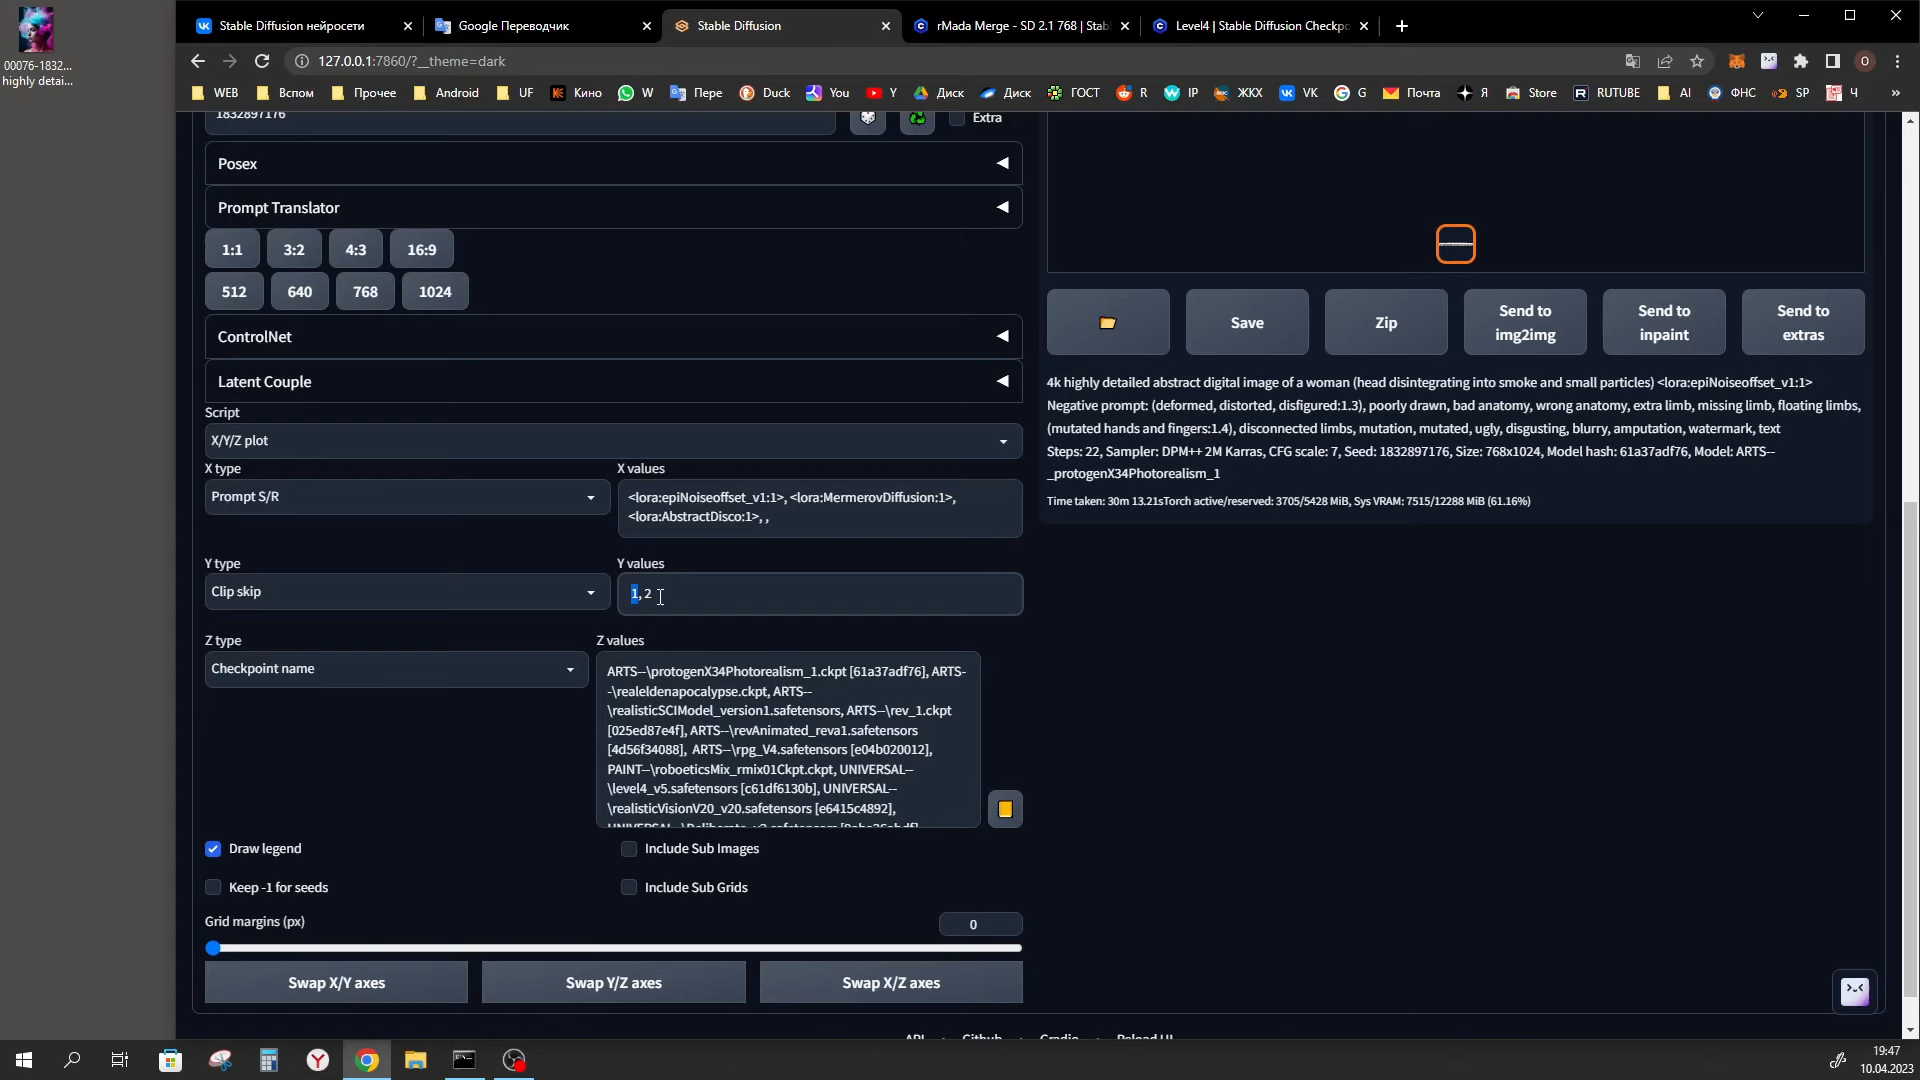 00076-1832...
highly detai...
Stable Diffusion нейросети
Google Переводчик
Stable Diffusion
rMada Merge - SD 2.1 768 | Stab
Level4 | Stable Diffusion Checkpo
127.0.0.1:7860/?__theme=dark
O
WEB
Вспом
Прочее
Android
UF
Кино
W
Пере
Duck
You
Y
Диск
Диск
ГОСТ
R
IP
ЖКХ
VK
G
Почта
Я
Store
RUTUBE
AI
ФНС
SP
Ч
»
1832897176
Extra
Posex
Prompt Translator
1:1
3:2
4:3
16:9
512
640
768
1024
ControlNet
Latent Couple
Script
X/Y/Z plot
X type
X values
Prompt S/R
<lora:epiNoiseoffset_v1:1>, <lora:MermerovDiffusion:1>,
<lora:AbstractDisco:1>, ,
Y type
Y values
Clip skip
1, 2
Z type
Z values
Checkpoint name
ARTS--\protogenX34Photorealism_1.ckpt [61a37adf76], ARTS-
-\realeldenapocalypse.ckpt, ARTS--
\realisticSCIModel_version1.safetensors, ARTS--\rev_1.ckpt
[025ed87e4f], ARTS--\revAnimated_reva1.safetensors
[4d56f34088], ARTS--\rpg_V4.safetensors [e04b020012],
PAINT--\roboeticsMix_rmix01Ckpt.ckpt, UNIVERSAL--
\level4_v5.safetensors [c61df6130b], UNIVERSAL--
\realisticVisionV20_v20.safetensors [e6415c4892],
Draw legend
Include Sub Images
Keep -1 for seeds
Include Sub Grids
Grid margins (px)
0
Swap X/Y axes
Swap Y/Z axes
Swap X/Z axes
Save
Zip
Send to
img2img
Send to
inpaint
Send to
extras
4k highly detailed abstract digital image of a woman (head disintegrating into smoke and small particles) <lora:epiNoiseoffset_v1:1>
Negative prompt: (deformed, distorted, disfigured:1.3), poorly drawn, bad anatomy, wrong anatomy, extra limb, missing limb, floating limbs,
(mutated hands and fingers:1.4), disconnected limbs, mutation, mutated, ugly, disgusting, blurry, amputation, watermark, text
Steps: 22, Sampler: DPM++ 2M Karras, CFG scale: 7, Seed: 1832897176, Size: 768x1024, Model hash: 61a37adf76, Model: ARTS--
_protogenX34Photorealism_1
Time taken: 30m 13.21sTorch active/reserved: 3705/5428 MiB, Sys VRAM: 7515/12288 MiB (61.16%)
API · Github · Gradio · Reload UI
19:47
10.04.2023